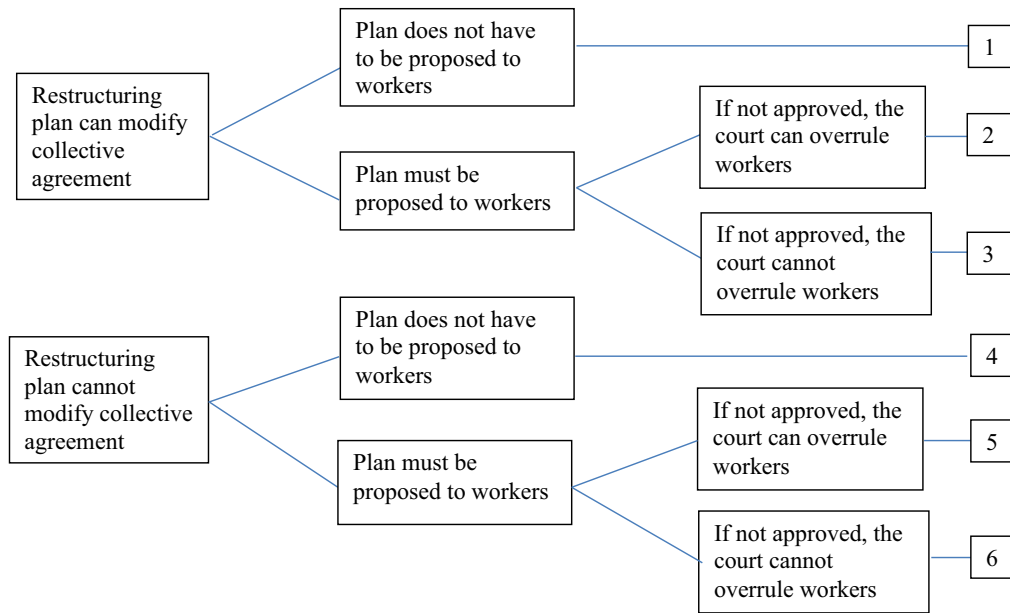 Restructuring
plan can modify
collective
agreement
Plan does not have
to be proposed to
workers
1
Plan must be
proposed to workers
If not approved, the
court can overrule
workers
2
If not approved, the
court cannot
overrule workers
3
Restructuring
plan cannot
modify collective
agreement
Plan does not have
to be proposed to
workers
4
Plan must be
proposed to workers
If not approved, the
court can overrule
workers
5
If not approved, the
court cannot
overrule workers
6